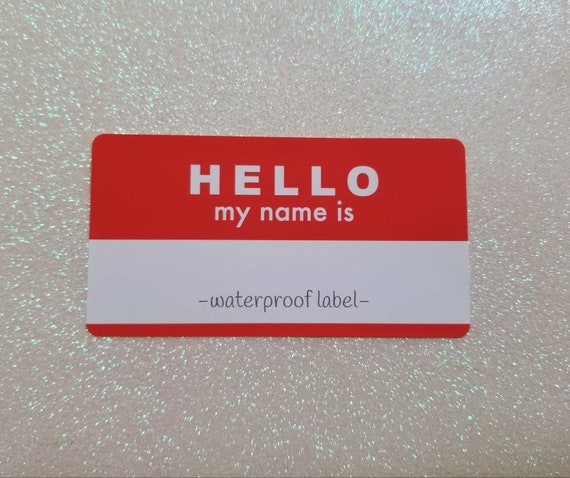 HELLO
my name is
-waterproof label-